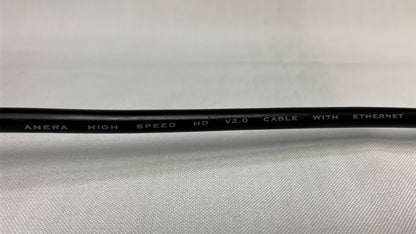 ANERA HIGH SPEED HD V2.0 CABLE WITH ETHERNET